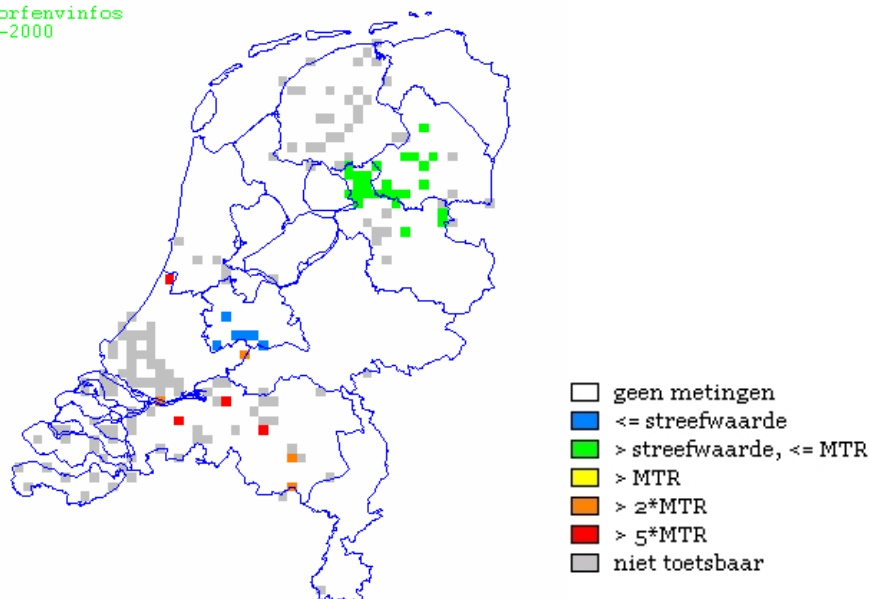 orfenvinfos
-2000
geen metingen
<= streefwaarde
> streefwaarde, <= MTR
> MTR
> 2*MTR
> 5*MTR
niet toetsbaar